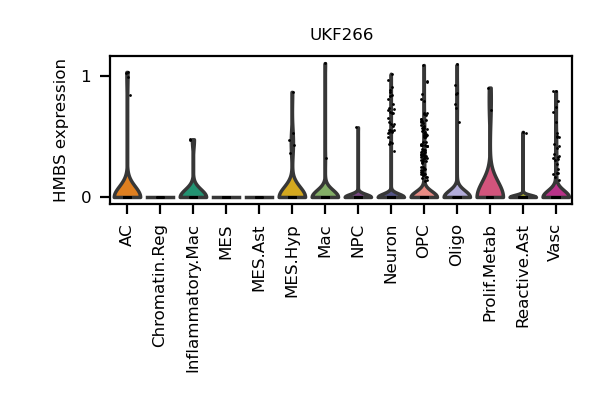 UKF266
HMBS expression
1
0
AC
Chromatin.Reg
Inflammatory.Mac
MES
MES.Ast
MES.Hyp
Mac
NPC
Neuron
OPC
Oligo
Prolif.Metab
Reactive.Ast
Vasc